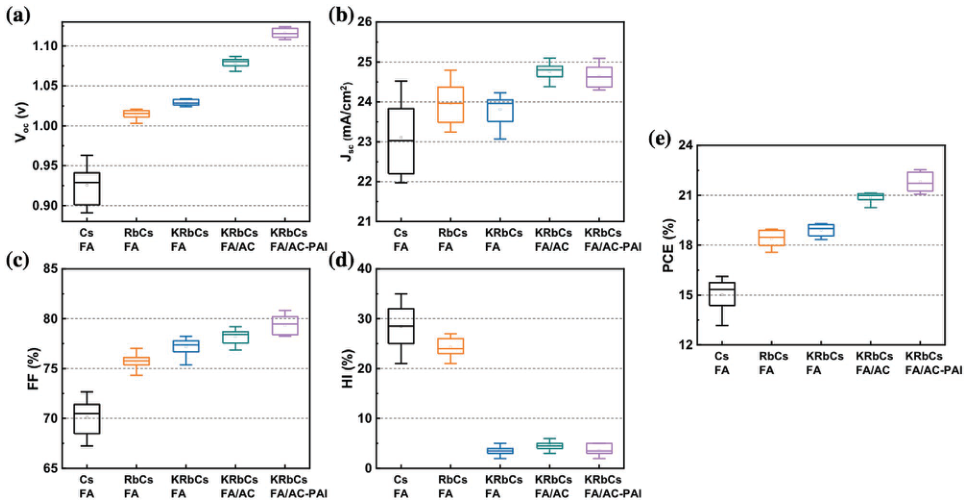 (a)
1.10
1.05
1.00
0.95
0.90
V_oc (v)
Cs RbCs KRbCs KRbCs KRbCs
FA FA FA FA/AC FA/AC-PAI
(b)
26
25
24
23
22
21
J_sc (mA/cm²)
Cs RbCs KRbCs KRbCs KRbCs
FA FA FA FA/AC FA/AC-PAI
(c)
85
80
75
70
65
FF (%)
Cs RbCs KRbCs KRbCs KRbCs
FA FA FA FA/AC FA/AC-PAI
(d)
40
30
20
10
0
HI (%)
Cs RbCs KRbCs KRbCs KRbCs
FA FA FA FA/AC FA/AC-PAI
(e)
24
21
18
15
12
PCE (%)
Cs RbCs KRbCs KRbCs KRbCs
FA FA FA FA/AC FA/AC-PAI